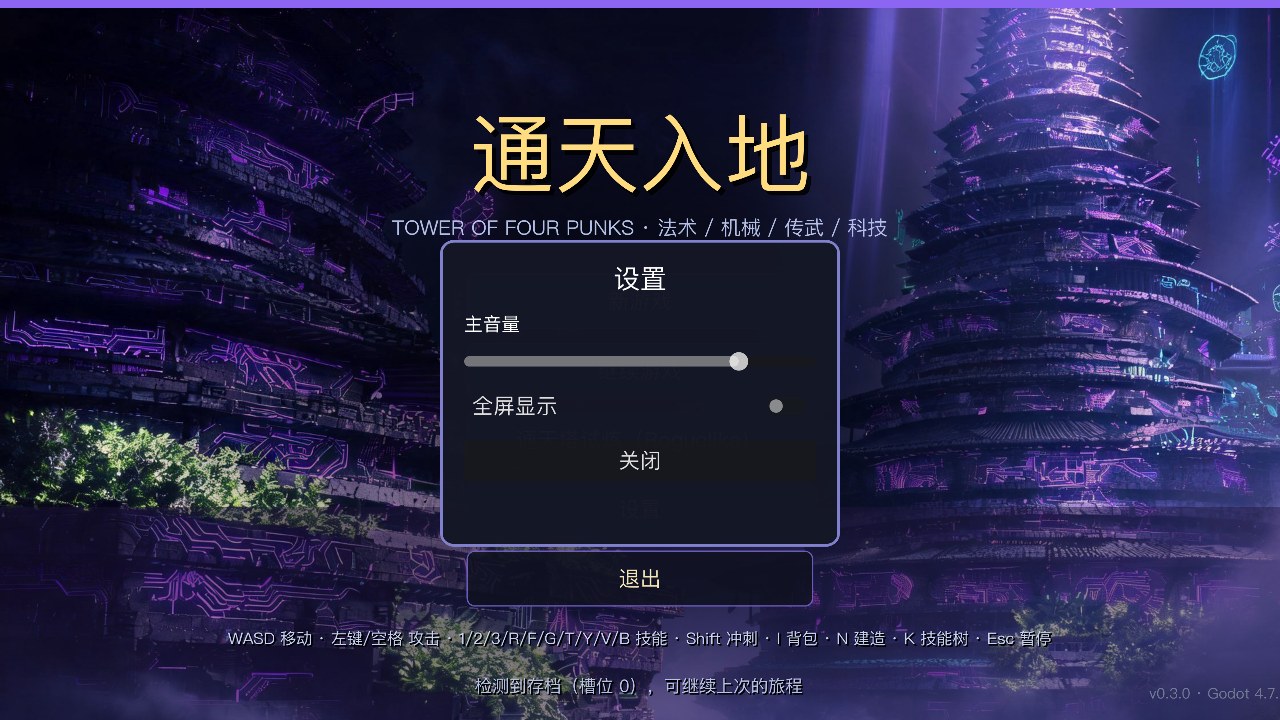 通天入地
TOWER OF FOUR PUNKS · 法术 / 机械 / 传武 / 科技
设置
主音量
全屏显示
关闭
退出
WASD 移动 · 左键/空格 攻击 · 1/2/3/R/F/G/T/Y/V/B 技能 · Shift 冲刺 · I 背包 · N 建造 · K 技能树 · Esc 暂停
检测到存档（槽位 0），可继续上次的旅程
v0.3.0 · Godot 4.7.